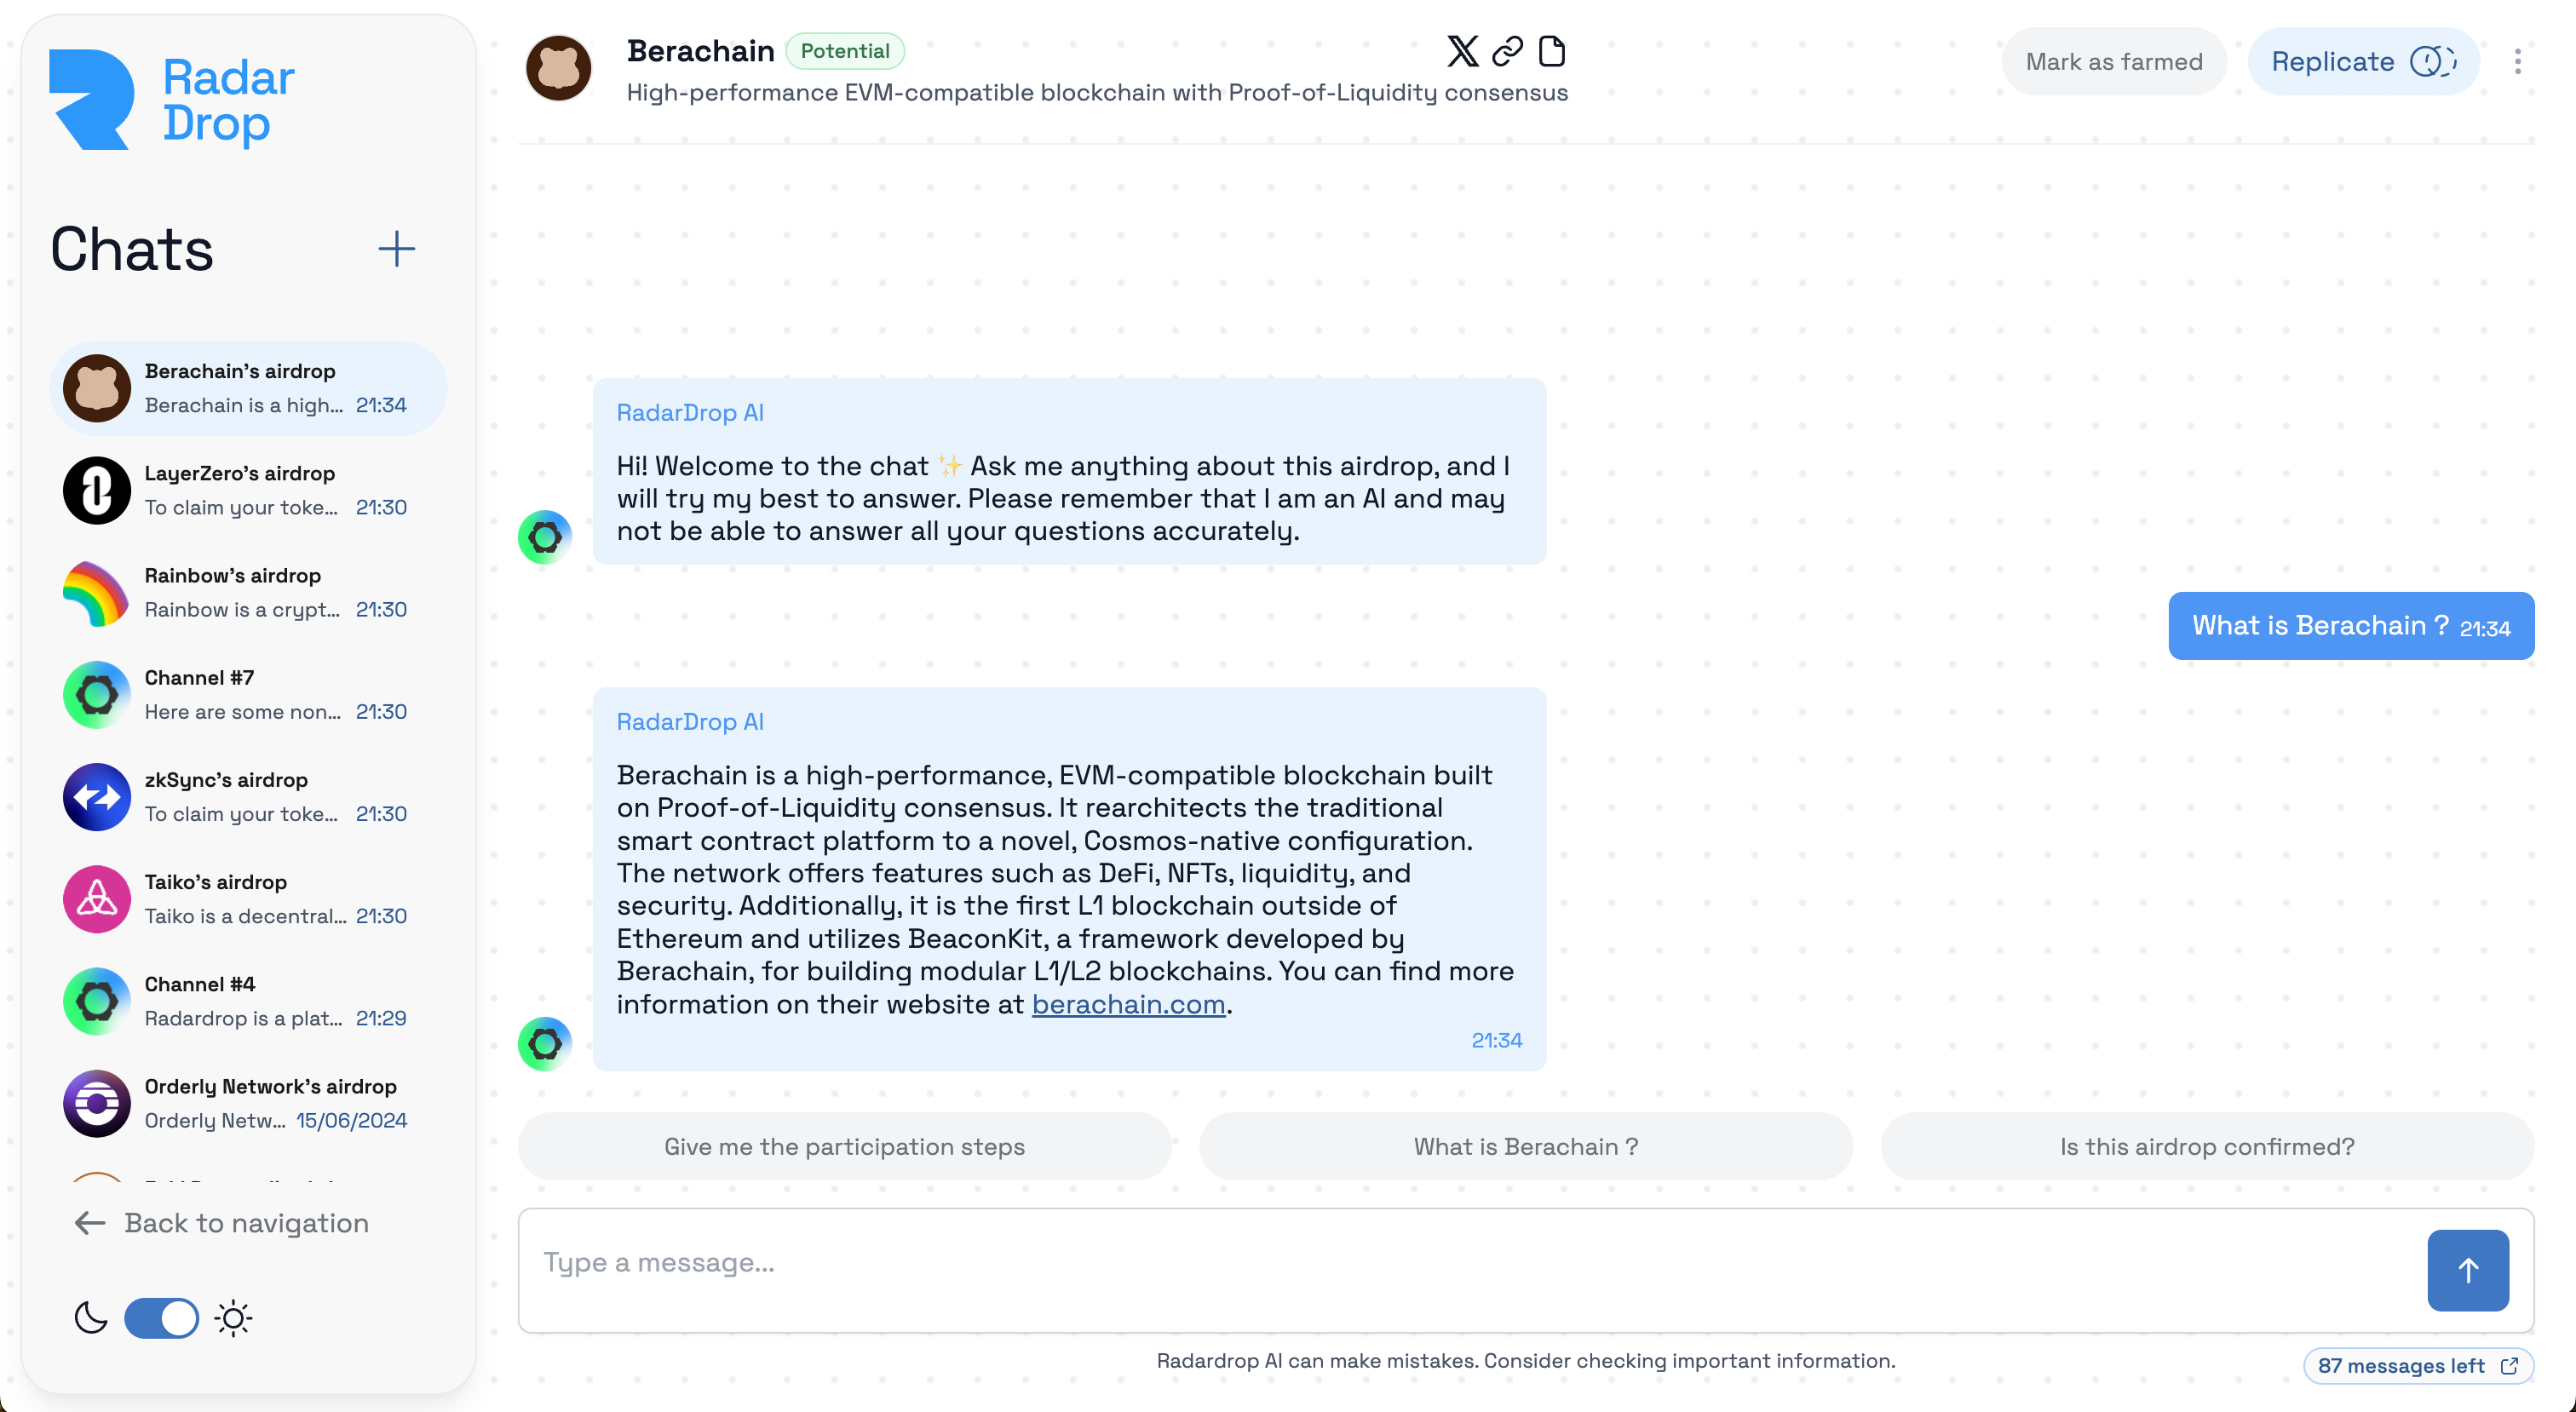 Radar
Drop
Chats
Berachain's airdrop
Berachain is a high... 21:34
LayerZero's airdrop
To claim your toke... 21:30
Rainbow's airdrop
Rainbow is a crypt... 21:30
Channel #7
Here are some non... 21:30
zkSync's airdrop
To claim your toke... 21:30
Taiko's airdrop
Taiko is a decentral... 21:30
Channel #4
Radardrop is a plat... 21:29
Orderly Network's airdrop
Orderly Netw... 15/06/2024
Back to navigation
Berachain Potential
High-performance EVM-compatible blockchain with Proof-of-Liquidity consensus
Mark as farmed
Replicate
RadarDrop AI
Hi! Welcome to the chat ✨ Ask me anything about this airdrop, and I
will try my best to answer. Please remember that I am an AI and may
not be able to answer all your questions accurately.
What is Berachain ? 21:34
RadarDrop AI
Berachain is a high-performance, EVM-compatible blockchain built
on Proof-of-Liquidity consensus. It rearchitects the traditional
smart contract platform to a novel, Cosmos-native configuration.
The network offers features such as DeFi, NFTs, liquidity, and
security. Additionally, it is the first L1 blockchain outside of
Ethereum and utilizes BeaconKit, a framework developed by
Berachain, for building modular L1/L2 blockchains. You can find more
information on their website at berachain.com.
21:34
Give me the participation steps
What is Berachain ?
Is this airdrop confirmed?
Type a message...
Radardrop AI can make mistakes. Consider checking important information.
87 messages left